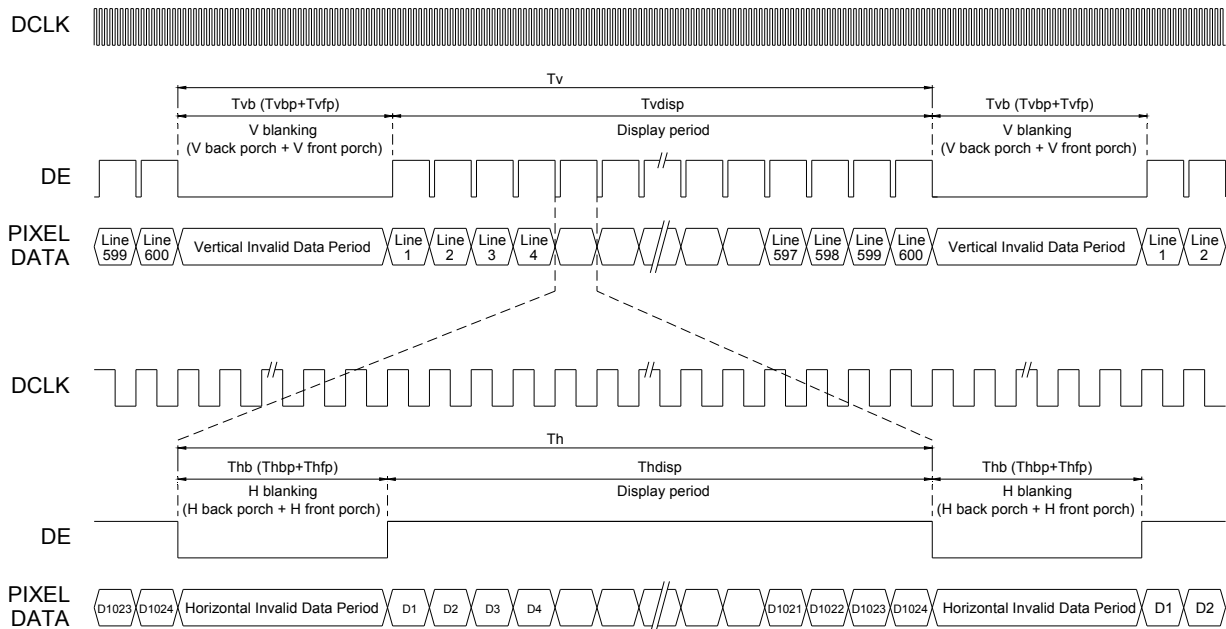 DCLK
Tv
Tvb (Tvbp+Tvfp)
Tvdisp
Tvb (Tvbp+Tvfp)
V blanking
(V back porch + V front porch)
Display period
V blanking
(V back porch + V front porch)
DE
PIXEL
DATA
Line
599
Line
600
Vertical Invalid Data Period
Line
1
Line
2
Line
3
Line
4
Line
597
Line
598
Line
599
Line
600
Vertical Invalid Data Period
Line
1
Line
2
DCLK
Th
Thb (Thbp+Thfp)
Thdisp
Thb (Thbp+Thfp)
H blanking
(H back porch + H front porch)
Display period
H blanking
(H back porch + H front porch)
DE
PIXEL
DATA
D1023
D1024
Horizontal Invalid Data Period
D1
D2
D3
D4
D1021
D1022
D1023
D1024
Horizontal Invalid Data Period
D1
D2